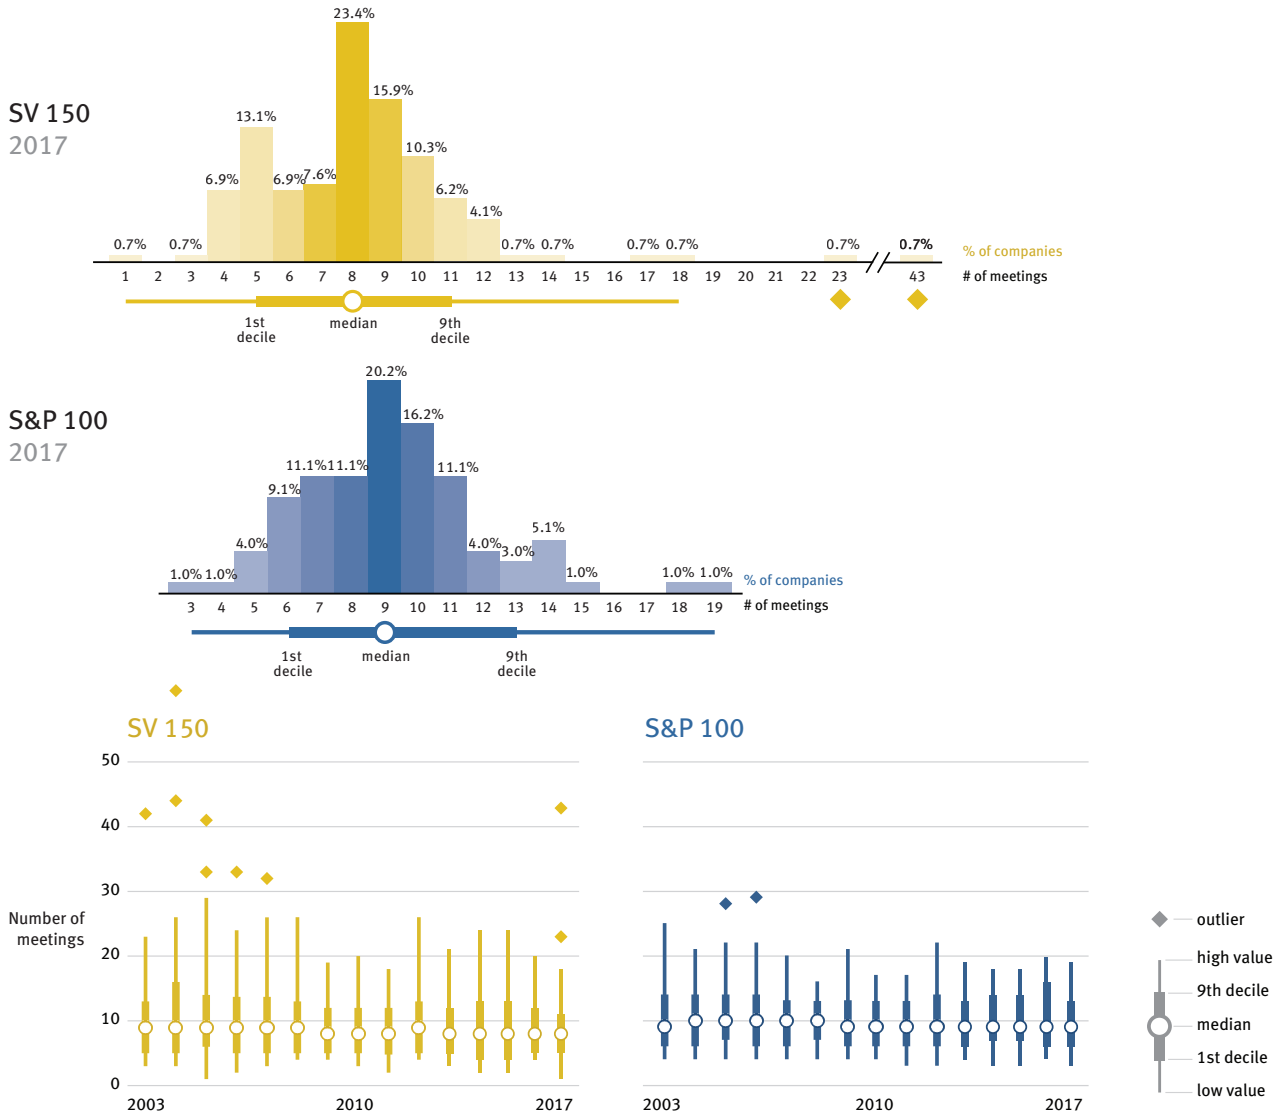 23.4%
SV 150
2017
15.9%
13.1%
10.3%
6.9%
6.9%
7.6%
6.2%
4.1%
0.7%
0.7%
0.7%
0.7%
0.7%
0.7%
0.7%
0.7%
% of companies
1 2 3 4 5 6 7 8 9 10 11 12 13 14 15 16 17 18 19 20 21 22 23 43 # of meetings
1st decile
median
9th decile
S&P 100
2017
20.2%
16.2%
11.1%
11.1%
11.1%
9.1%
5.1%
4.0%
4.0%
3.0%
1.0%
1.0%
1.0%
1.0%
1.0%
% of companies
3 4 5 6 7 8 9 10 11 12 13 14 15 16 17 18 19 # of meetings
1st decile
median
9th decile
SV 150
S&P 100
50
40
30
20
10
0
Number of
meetings
2003 2010 2017
2003 2010 2017
outlier
high value
9th decile
median
1st decile
low value